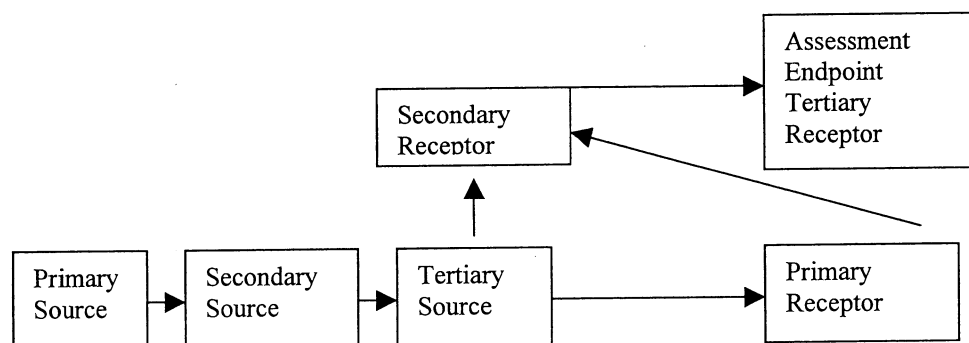 Assessment
Endpoint
Tertiary
Receptor
Secondary
Receptor
Primary
Source
Secondary
Source
Tertiary
Source
Primary
Receptor